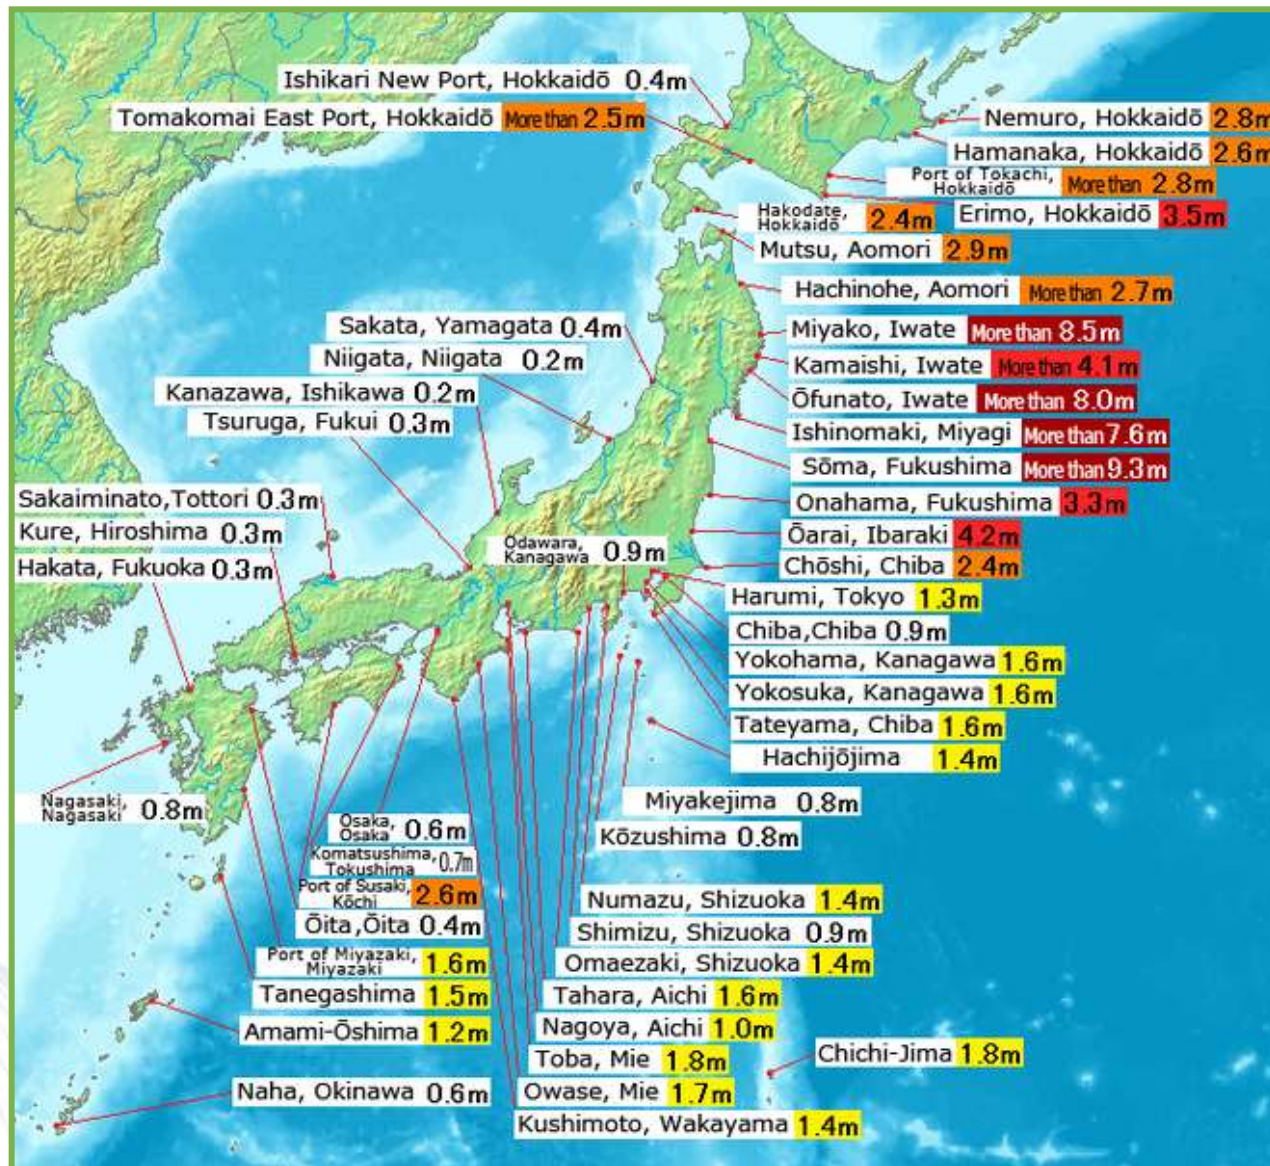 Ishikari New Port, Hokkaidō 0.4m
Tomakomai East Port, Hokkaidō More than 2.5m
Nemuro, Hokkaidō 2.8m
Hamanaka, Hokkaidō 2.6m
Port of Tokachi,
Hokkaidō More than 2.8m
Erimo, Hokkaidō 3.5m
Hakodate,
Hokkaidō 2.4m
Mutsu, Aomori 2.9m
Hachinohe, Aomori More than 2.7m
Sakata, Yamagata 0.4m
Miyako, Iwate More than 8.5m
Niigata, Niigata 0.2m
Kamaishi, Iwate More than 4.1m
Kanazawa, Ishikawa 0.2m
Ōfunato, Iwate More than 8.0m
Tsuruga, Fukui 0.3m
Ishinomaki, Miyagi More than 7.6m
Sōma, Fukushima More than 9.3m
Sakaiminato,Tottori 0.3m
Onahama, Fukushima 3.3m
Kure, Hiroshima 0.3m
Ōarai, Ibaraki 4.2m
Odawara,
Kanagawa 0.9m
Hakata, Fukuoka 0.3m
Chōshi, Chiba 2.4m
Harumi, Tokyo 1.3m
Chiba,Chiba 0.9m
Yokohama, Kanagawa 1.6m
Yokosuka, Kanagawa 1.6m
Tateyama, Chiba 1.6m
Hachijōjima 1.4m
Nagasaki,
Nagasaki 0.8m
Miyakejima 0.8m
Osaka,
Osaka 0.6m
Kōzushima 0.8m
Komatsushima,
Tokushima 0.7m
Port of Susaki,
Kōchi 2.6m
Numazu, Shizuoka 1.4m
Ōita,Ōita 0.4m
Shimizu, Shizuoka 0.9m
Port of Miyazaki,
Miyazaki 1.6m
Omaezaki, Shizuoka 1.4m
Tanegashima 1.5m
Tahara, Aichi 1.6m
Amami-Ōshima 1.2m
Nagoya, Aichi 1.0m
Toba, Mie 1.8m
Chichi-Jima 1.8m
Naha, Okinawa 0.6m
Owase, Mie 1.7m
Kushimoto, Wakayama 1.4m